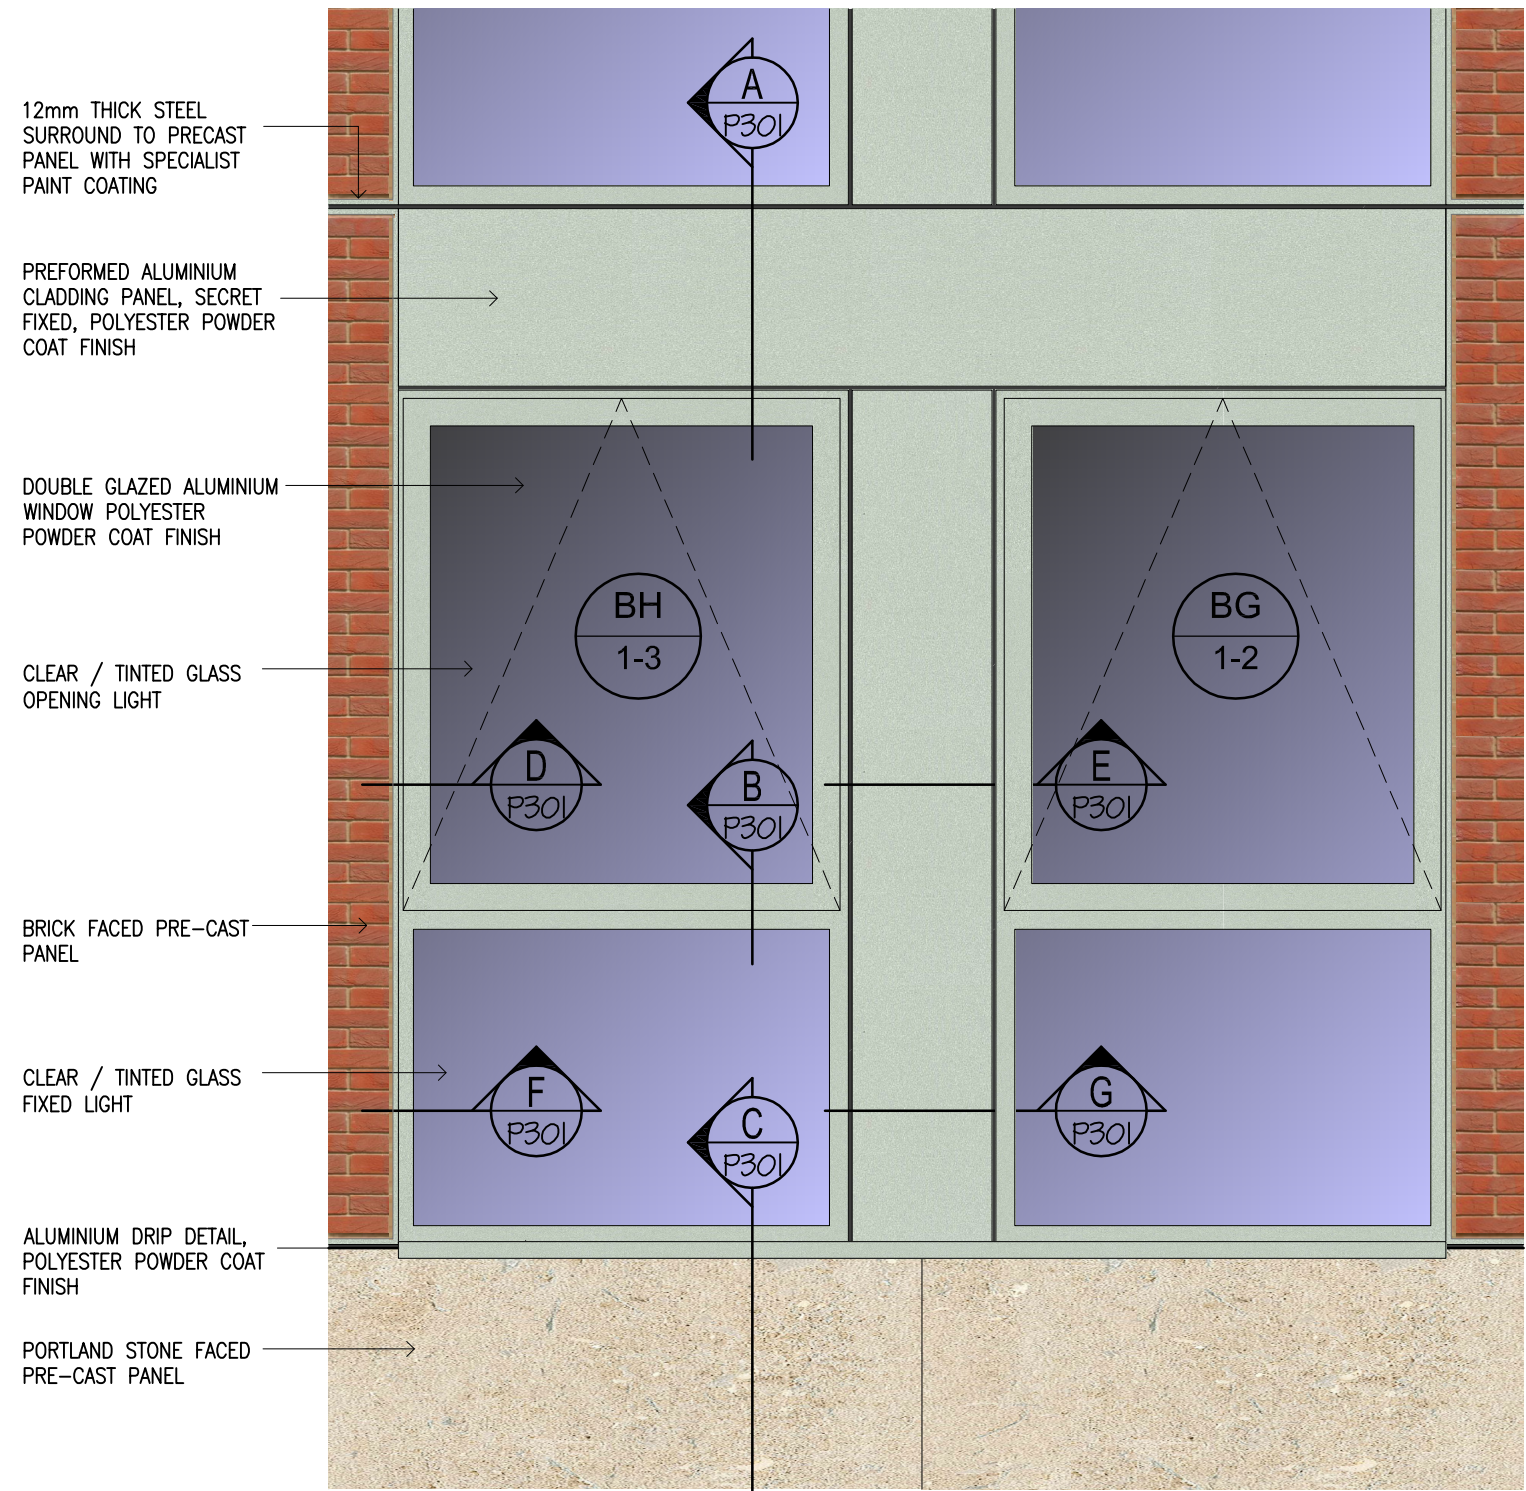 12mm THICK STEEL
SURROUND TO PRECAST
PANEL WITH SPECIALIST
PAINT COATING
PREFORMED ALUMINIUM
CLADDING PANEL, SECRET
FIXED, POLYESTER POWDER
COAT FINISH
DOUBLE GLAZED ALUMINIUM
WINDOW POLYESTER
POWDER COAT FINISH
CLEAR / TINTED GLASS
OPENING LIGHT
BRICK FACED PRE-CAST
PANEL
CLEAR / TINTED GLASS
FIXED LIGHT
ALUMINIUM DRIP DETAIL,
POLYESTER POWDER COAT
FINISH
PORTLAND STONE FACED
PRE-CAST PANEL
A
P301
BH
1-3
BG
1-2
D
P301
B
P301
E
P301
F
P301
C
P301
G
P301